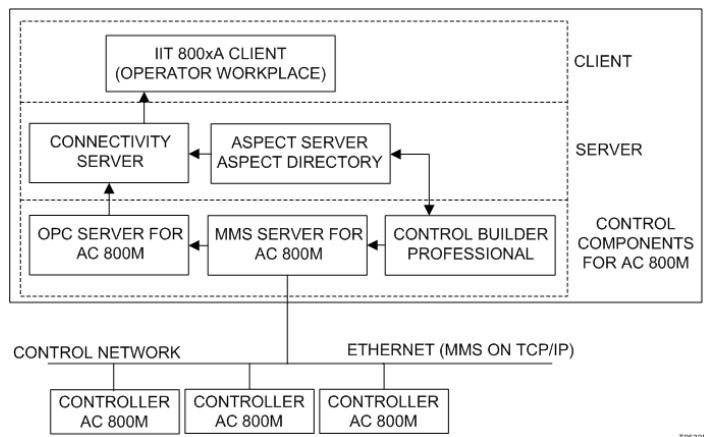 IIT 800xA CLIENT
(OPERATOR WORKPLACE)
CLIENT
CONNECTIVITY
SERVER
ASPECT SERVER
ASPECT DIRECTORY
SERVER
OPC SERVER FOR
AC 800M
MMS SERVER FOR
AC 800M
CONTROL BUILDER
PROFESSIONAL
CONTROL
COMPONENTS
FOR AC 800M
CONTROL NETWORK
ETHERNET (MMS ON TCP/IP)
CONTROLLER
AC 800M
CONTROLLER
AC 800M
CONTROLLER
AC 800M